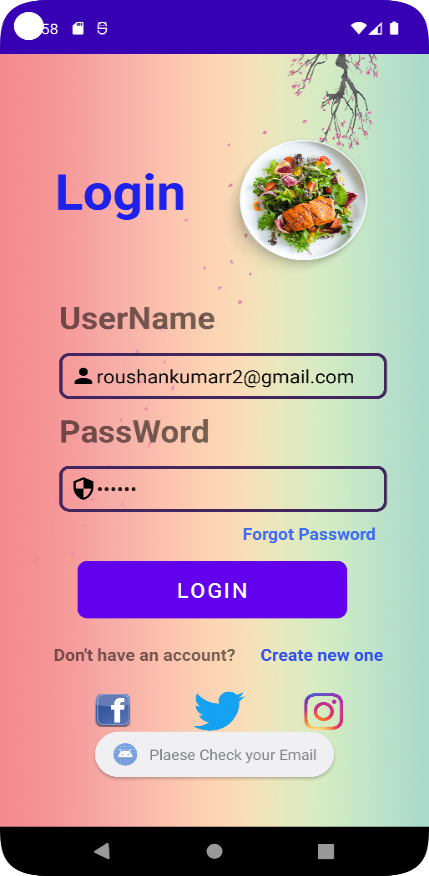 58
Login
UserName
roushankumarr2@gmail.com
PassWord
••••••
Forgot Password
LOGIN
Don't have an account? Create new one
Plaese Check your Email